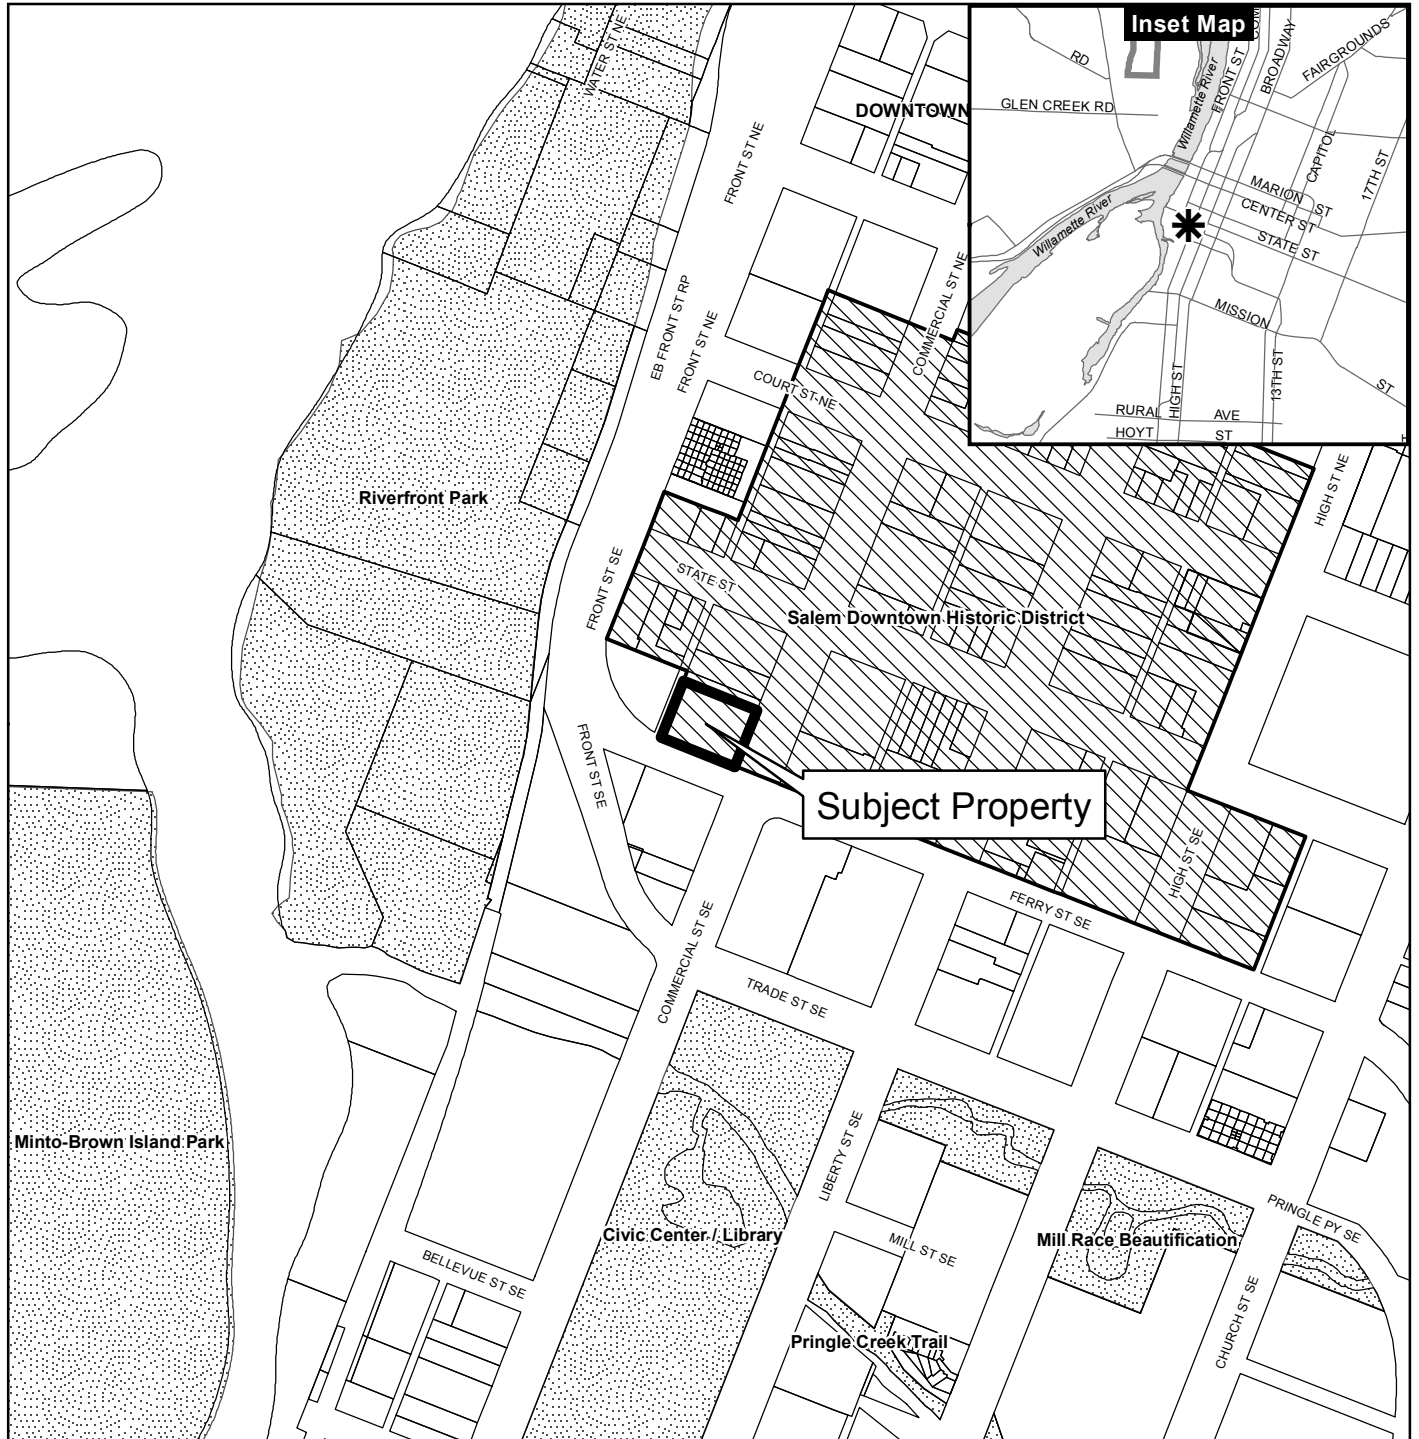 Inset Map
COM
RD
GLEN CREEK RD
Willamette River
FRONT ST
BROADWAY
FAIRGROUNDS
CAPITOL
17TH ST
MARION ST
CENTER ST
STATE ST
Willamette River
MISSION
ST
HIGH ST
13TH ST
RURAL AVE
HOYT ST
WATER ST NE
DOWNTOWN
FRONT ST NE
EB FRONT ST RP
FRONT ST NE
COMMERCIAL ST NE
COURT ST NE
HIGH ST NE
Riverfront Park
FRONT ST SE
STATE ST
Salem Downtown Historic District
FRONT ST SE
Subject Property
HIGH ST SE
FERRY ST SE
COMMERCIAL ST SE
TRADE ST SE
Minto-Brown Island Park
LIBERTY ST SE
PRINGLE PY SE
Civic Center / Library
MILL ST SE
Mill Race Beautification
BELLEVUE ST SE
CHURCH ST SE
Pringle Creek Trail